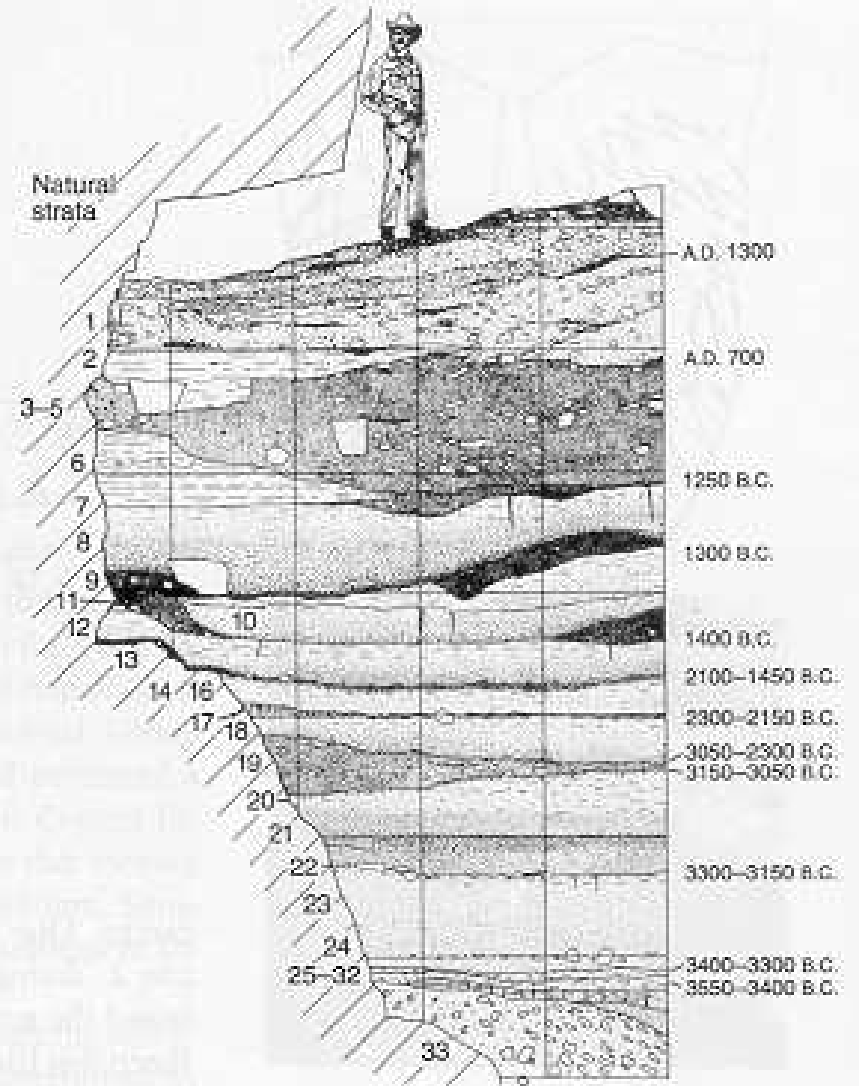 Natural
strata
A.D. 1300
1
2
A.D. 700
3–5
6
1250 B.C.
7
8
1300 B.C.
9
11
10
12
1400 B.C.
13
2100–1450 B.C.
14
16
17
2300–2150 B.C.
18
3050–2300 B.C.
19
3150–3050 B.C.
20
21
22
3300–3150 B.C.
23
24
3400–3300 B.C.
25–32
3550–3400 B.C.
33